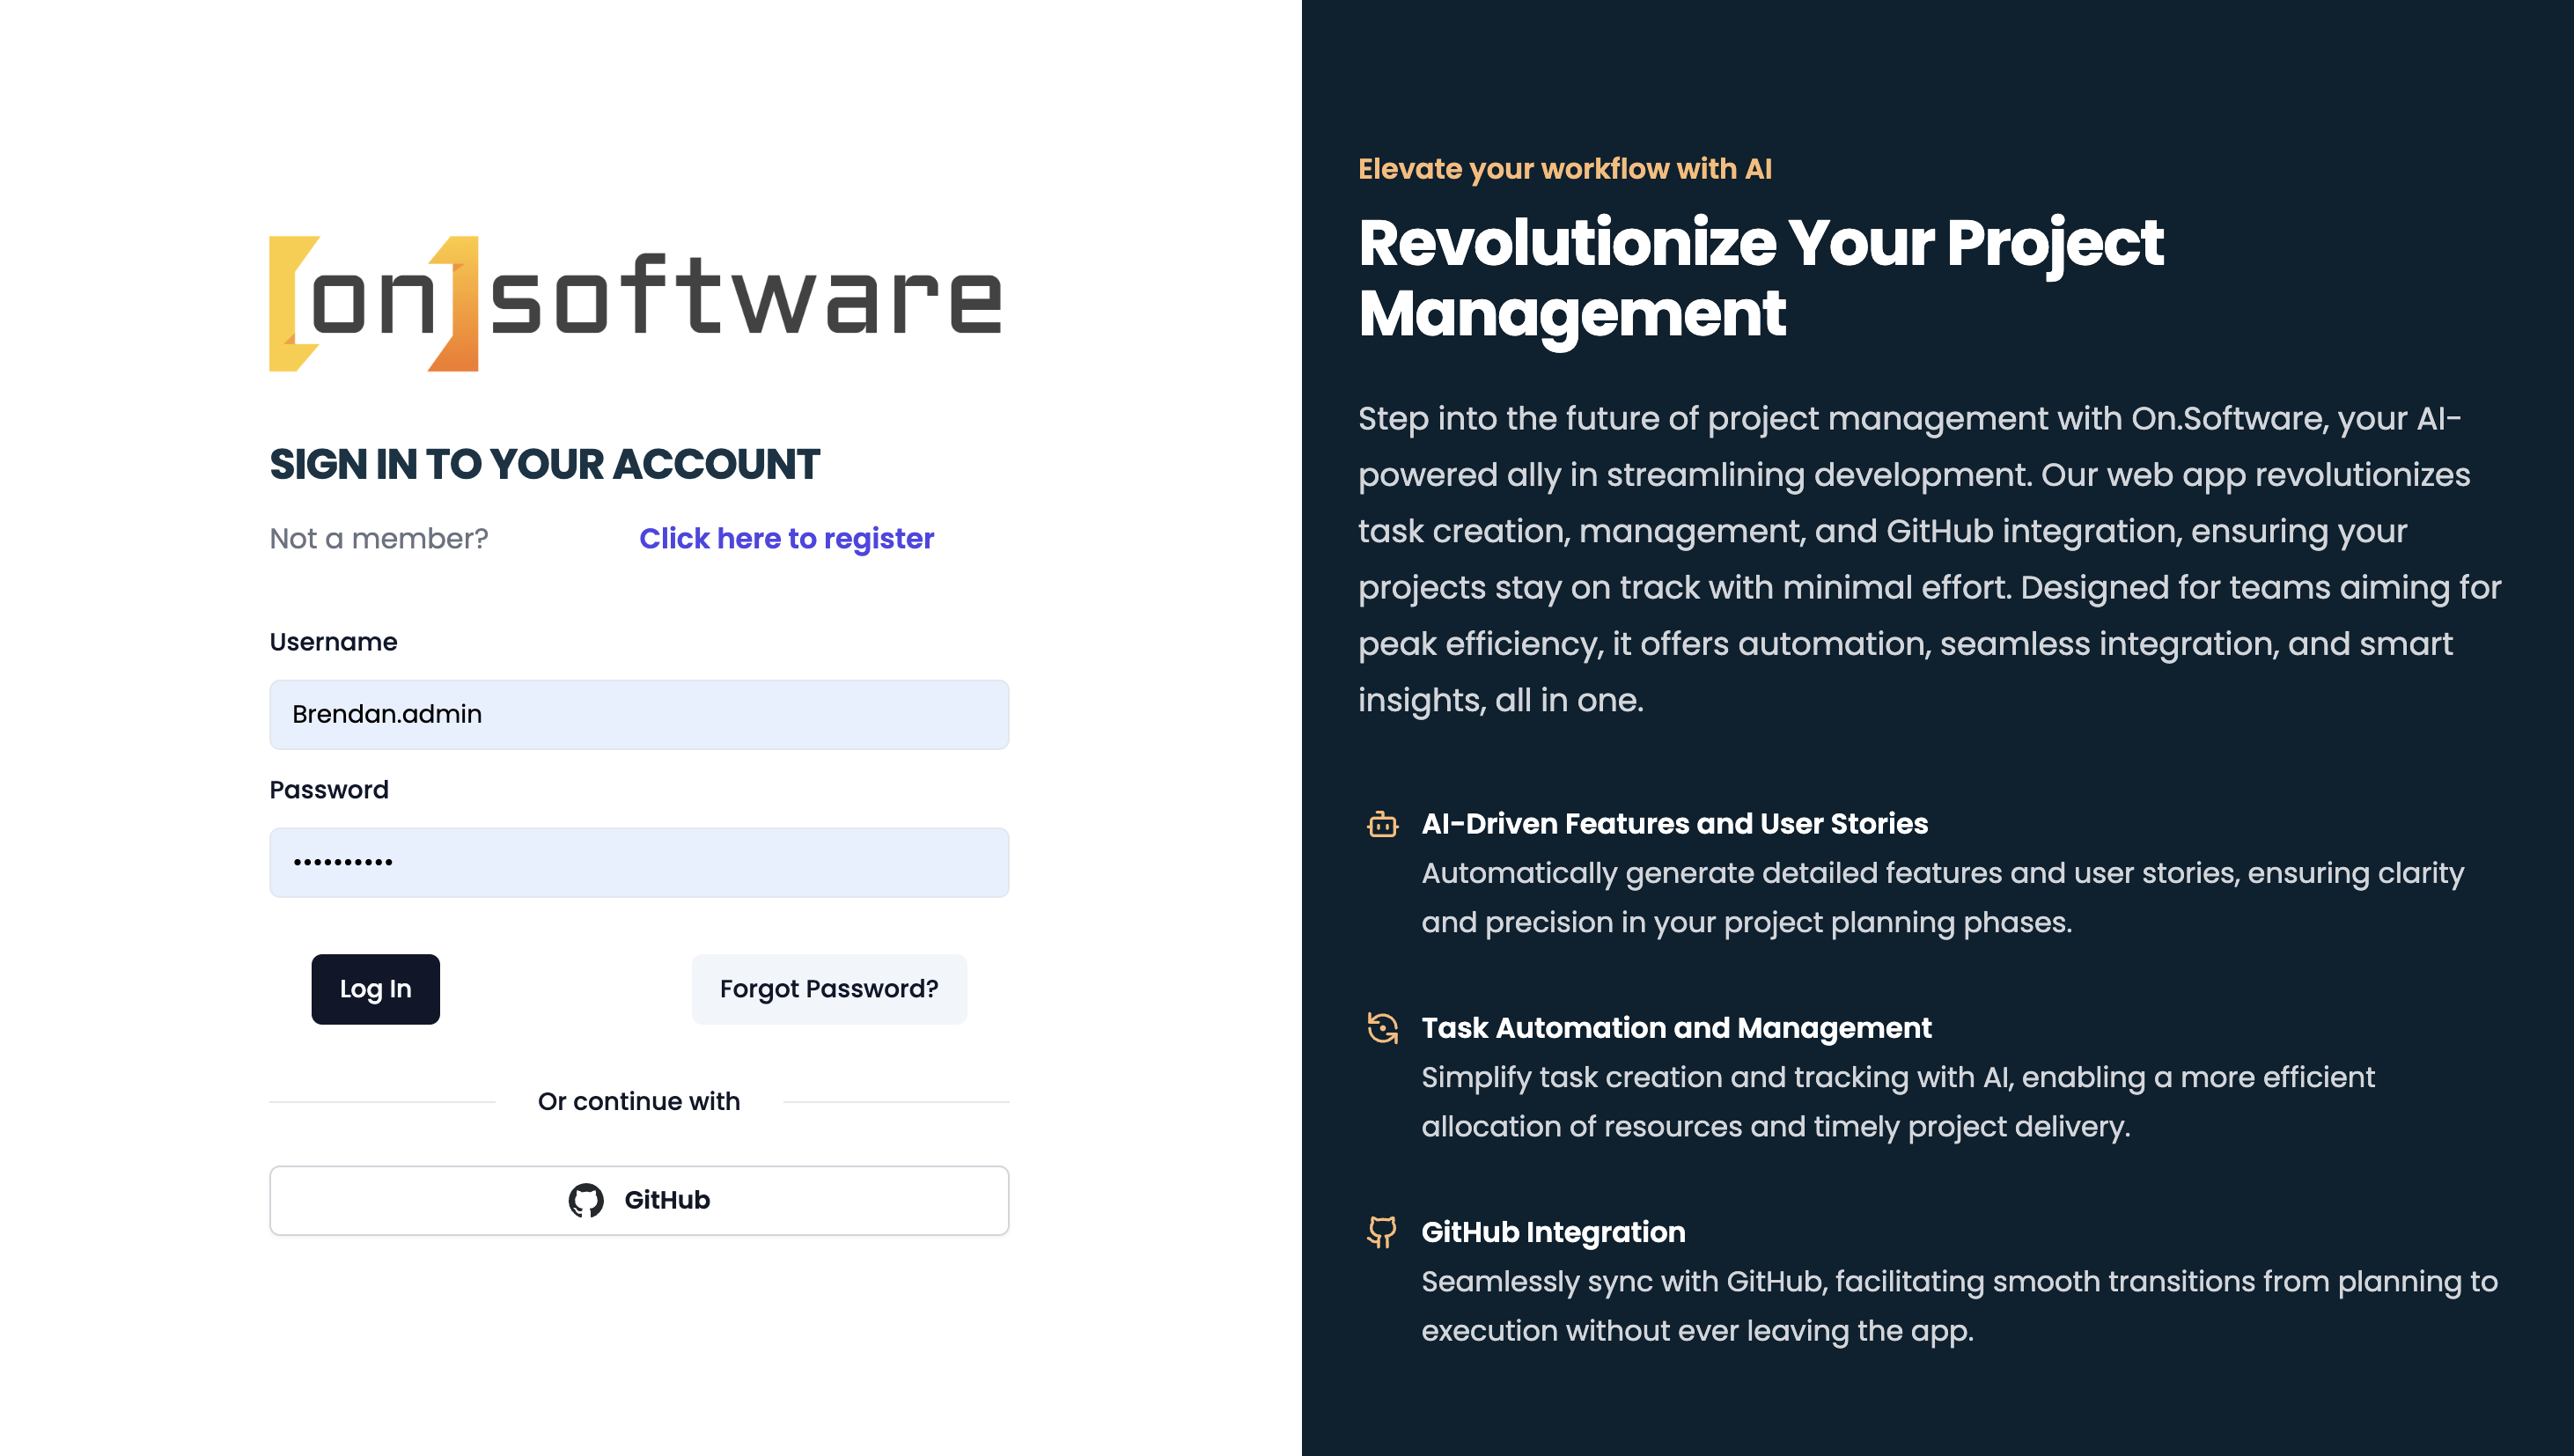 [on]software
SIGN IN TO YOUR ACCOUNT
Not a member? Click here to register
Username
Brendan.admin
Password
••••••••••
Log In Forgot Password?
Or continue with
GitHub
Elevate your workflow with AI
Revolutionize Your Project
Management
Step into the future of project management with On.Software, your AI-
powered ally in streamlining development. Our web app revolutionizes
task creation, management, and GitHub integration, ensuring your
projects stay on track with minimal effort. Designed for teams aiming for
peak efficiency, it offers automation, seamless integration, and smart
insights, all in one.
AI-Driven Features and User Stories
Automatically generate detailed features and user stories, ensuring clarity
and precision in your project planning phases.
Task Automation and Management
Simplify task creation and tracking with AI, enabling a more efficient
allocation of resources and timely project delivery.
GitHub Integration
Seamlessly sync with GitHub, facilitating smooth transitions from planning to
execution without ever leaving the app.